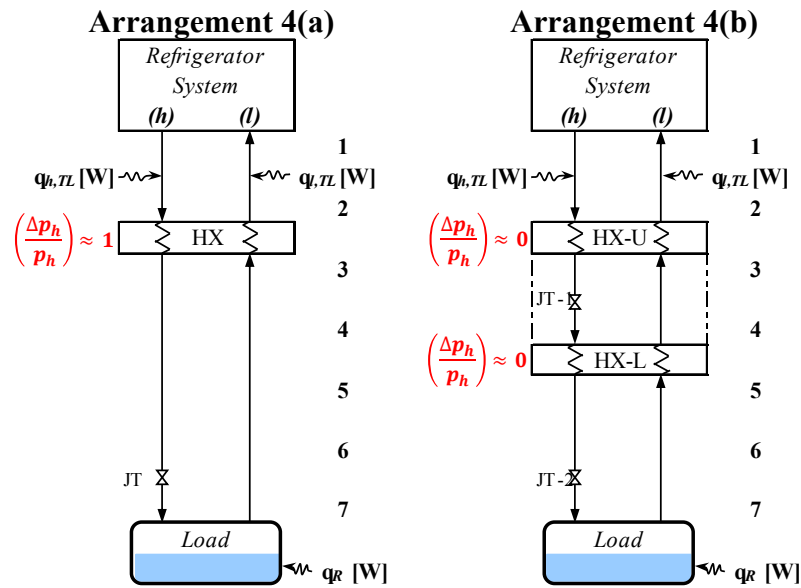 Arrangement 4(a)
Refrigerator
System
(h) (l)
q_{h,TL} [W]
q_{l,TL} [W]
(Δp_h/p_h) ≈ 1
HX
JT
Load
q_R [W]
1
2
3
4
5
6
7
Arrangement 4(b)
Refrigerator
System
(h) (l)
q_{h,TL} [W]
q_{l,TL} [W]
(Δp_h/p_h) ≈ 0
HX-U
JT-1
(Δp_h/p_h) ≈ 0
HX-L
JT-2
Load
q_R [W]